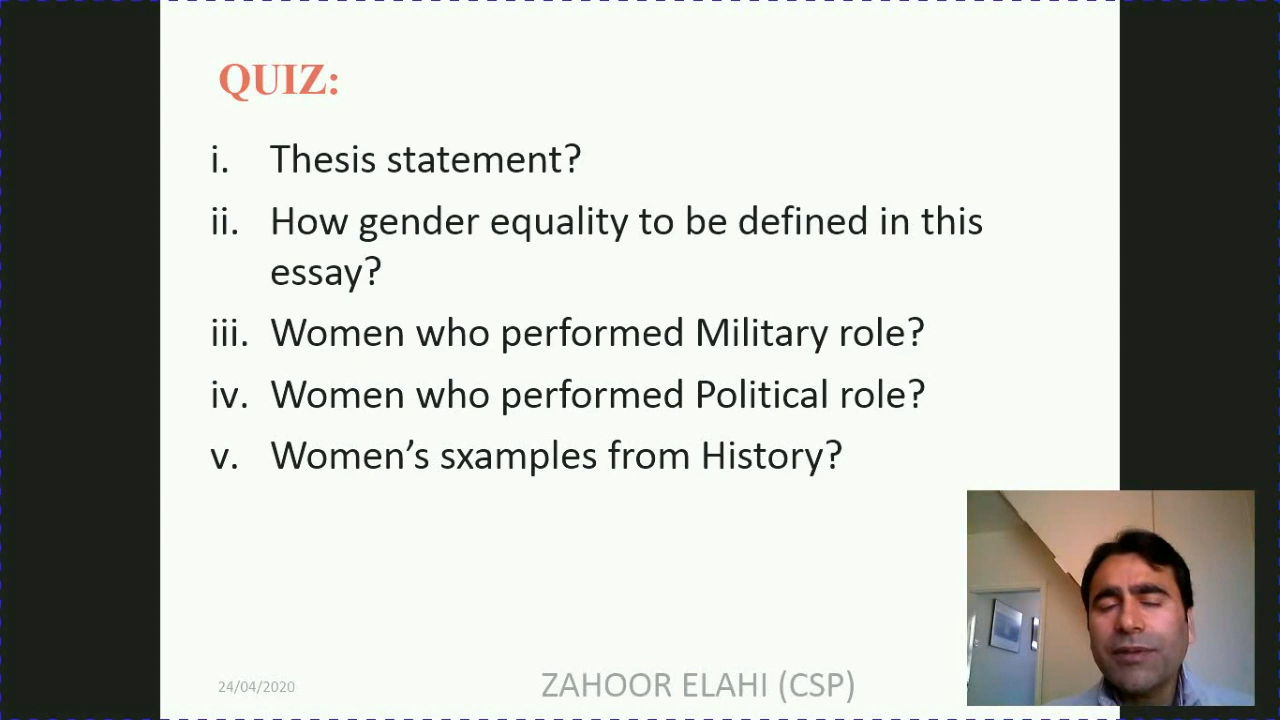 QUIZ:
i. Thesis statement?
ii. How gender equality to be defined in this
essay?
iii. Women who performed Military role?
iv. Women who performed Political role?
v. Women’s sxamples from History?
24/04/2020
ZAHOOR ELAHI (CSP)